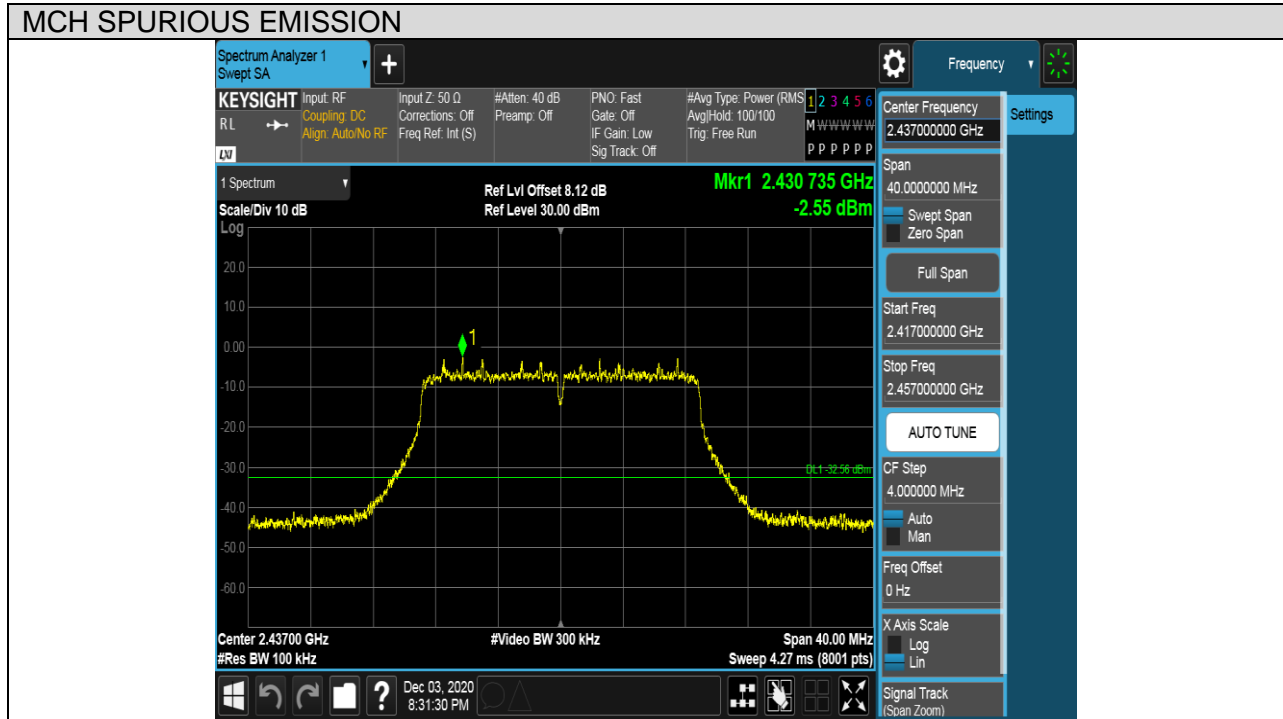 MCH SPURIOUS EMISSION
Spectrum Analyzer 1
Swept SA
+
Frequency
KEYSIGHT
RL
LXI
Input: RF
Coupling: DC
Align: Auto/No RF
Input Z: 50 Ω
Corrections: Off
Freq Ref: Int (S)
#Atten: 40 dB
Preamp: Off
PNO: Fast
Gate: Off
IF Gain: Low
Sig Track: Off
#Avg Type: Power (RMS
Avg|Hold: 100/100
Trig: Free Run
1 2 3 4 5 6
M W W W W W
P P P P P P
1 Spectrum
Scale/Div 10 dB
Ref Lvl Offset 8.12 dB
Ref Level 30.00 dBm
Mkr1 2.430 735 GHz
-2.55 dBm
Log
20.0
10.0
0.00
-10.0
-20.0
-30.0
-40.0
-50.0
-60.0
1
DL1 -32.56 dBm
Center 2.43700 GHz
#Res BW 100 kHz
#Video BW 300 kHz
Span 40.00 MHz
Sweep 4.27 ms (8001 pts)
Dec 03, 2020
8:31:30 PM
?
Center Frequency
2.437000000 GHz
Settings
Span
40.0000000 MHz
Swept Span
Zero Span
Full Span
Start Freq
2.417000000 GHz
Stop Freq
2.457000000 GHz
AUTO TUNE
CF Step
4.000000 MHz
Auto
Man
Freq Offset
0 Hz
X Axis Scale
Log
Lin
Signal Track
(Span Zoom)